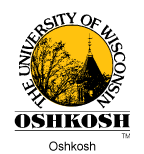 THE UNIVERSITY OF WISCONSIN
OSHKOSH
TM
Oshkosh